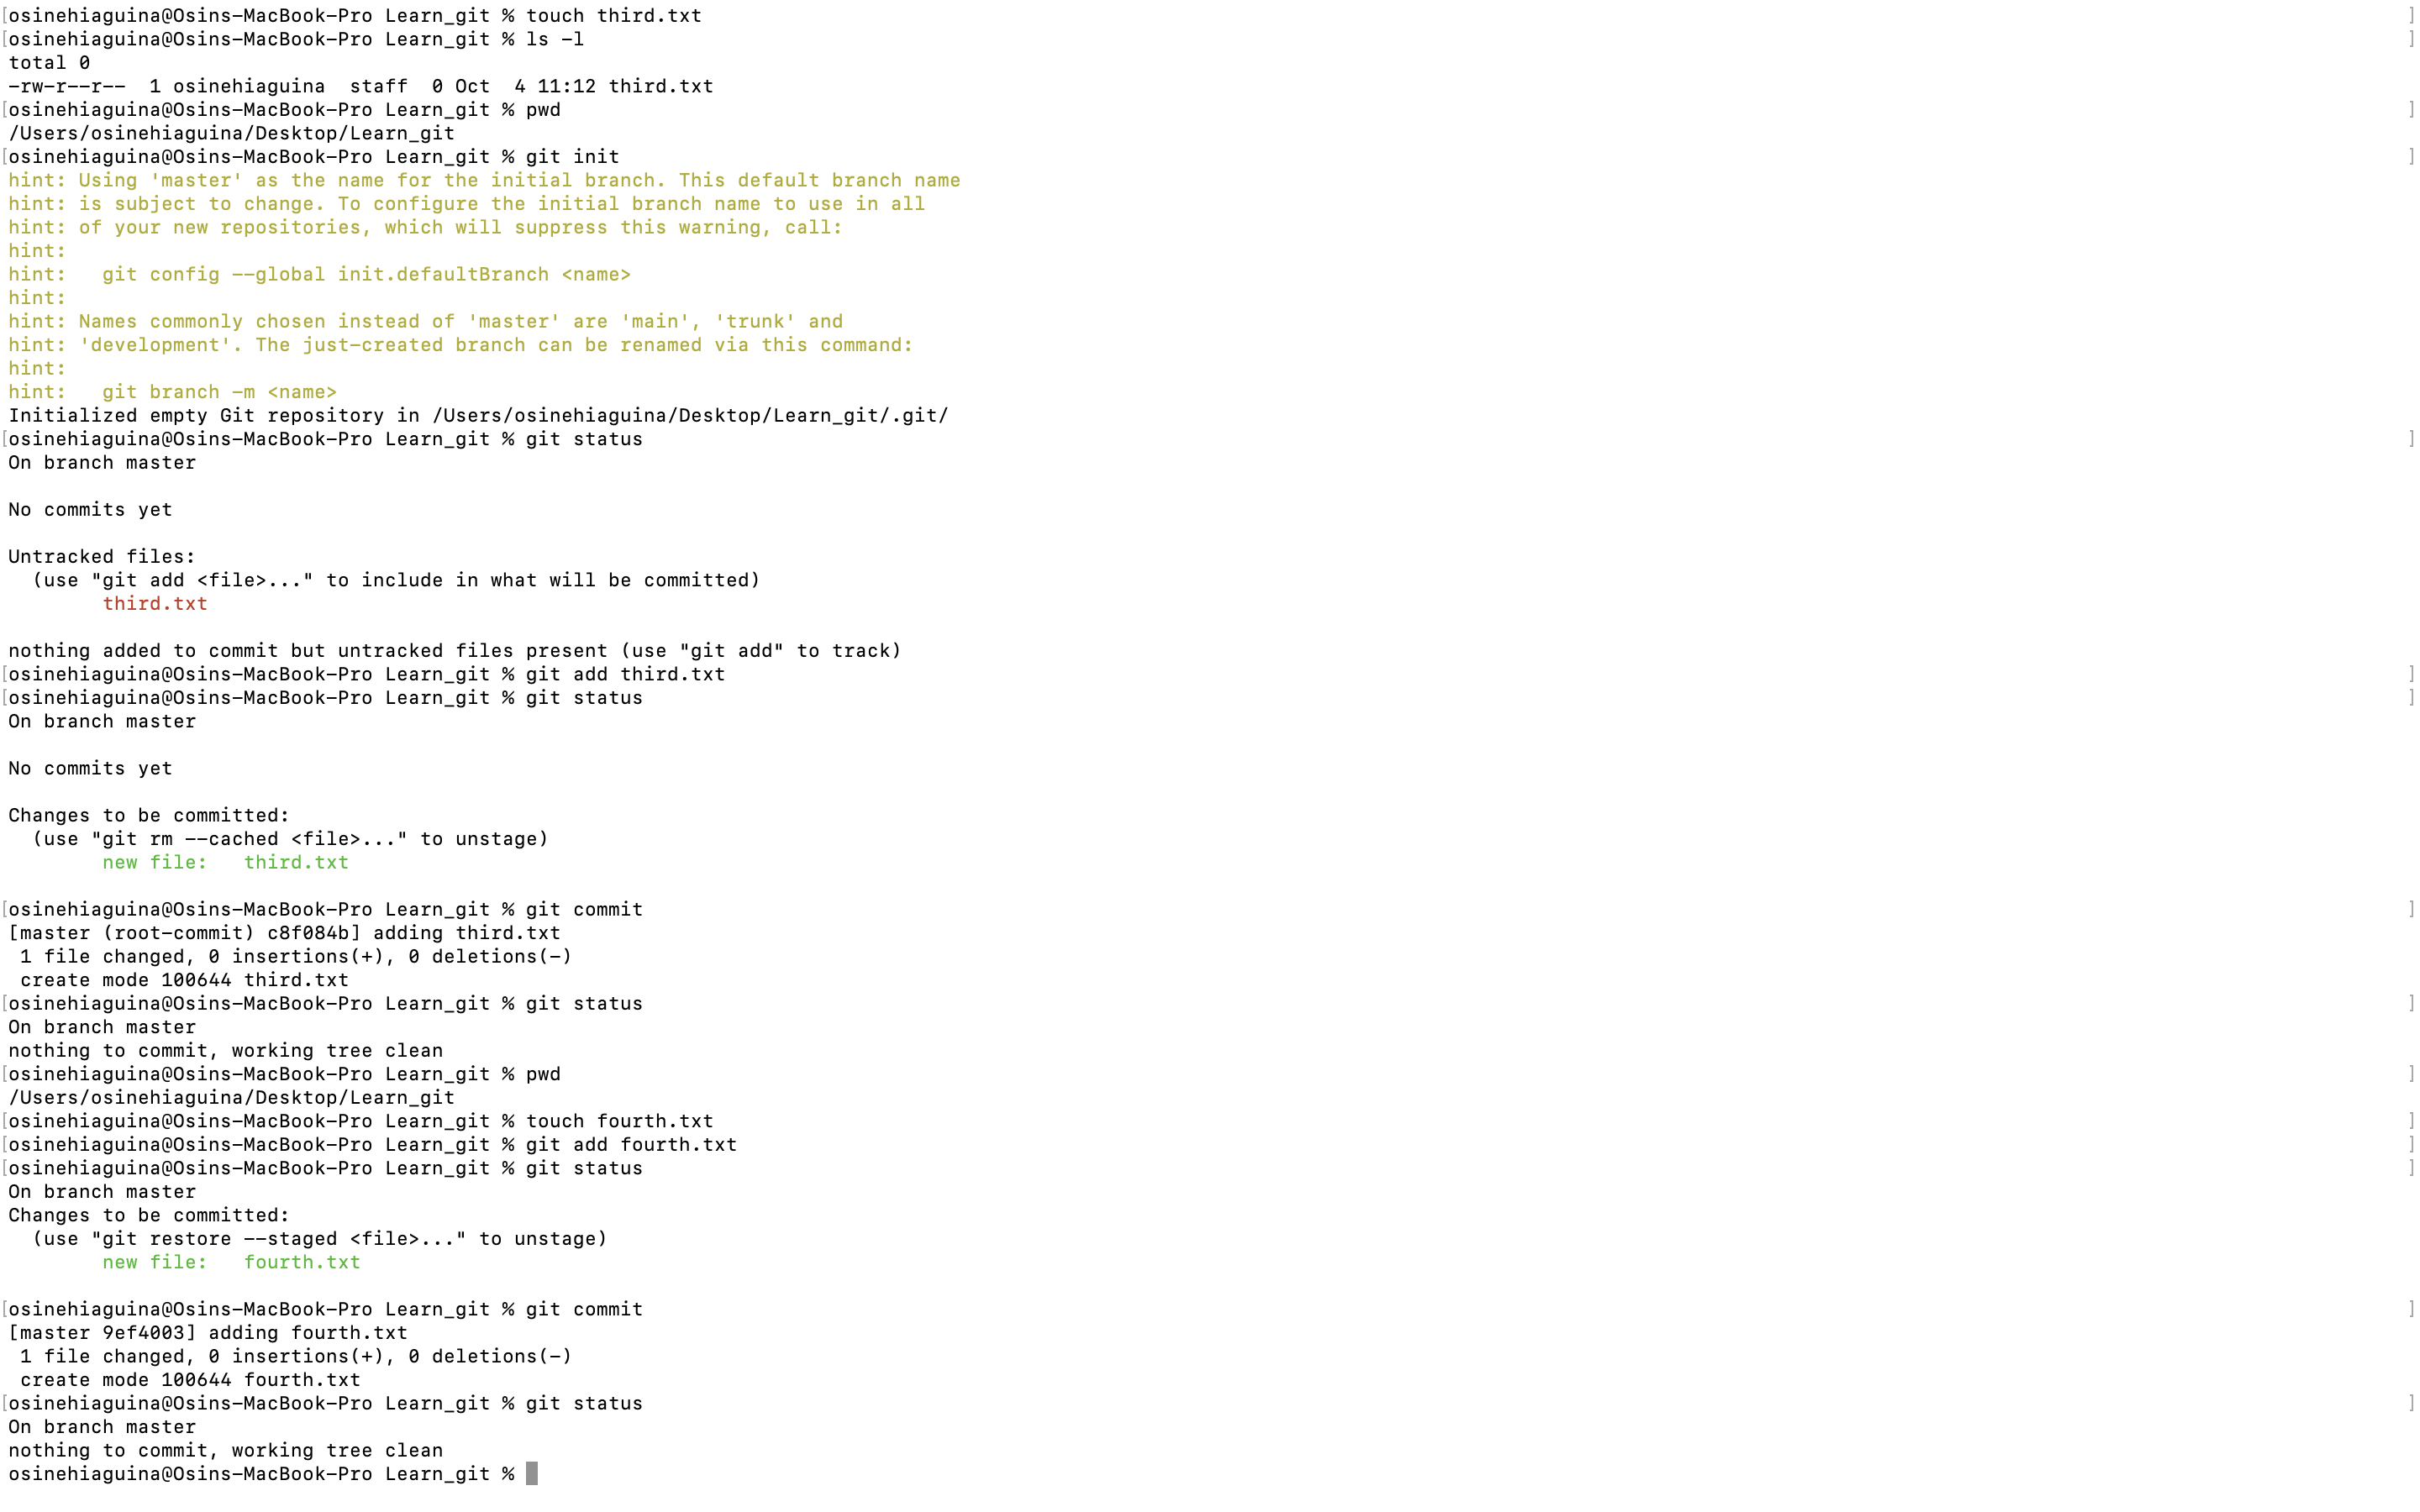 [osinehiaguina@Osins-MacBook-Pro Learn_git % touch third.txt ]
[osinehiaguina@Osins-MacBook-Pro Learn_git % ls -l ]
total 0
-rw-r--r--  1 osinehiaguina  staff  0 Oct  4 11:12 third.txt
[osinehiaguina@Osins-MacBook-Pro Learn_git % pwd ]
/Users/osinehiaguina/Desktop/Learn_git
[osinehiaguina@Osins-MacBook-Pro Learn_git % git init ]
hint: Using 'master' as the name for the initial branch. This default branch name
hint: is subject to change. To configure the initial branch name to use in all
hint: of your new repositories, which will suppress this warning, call:
hint:
hint:   git config --global init.defaultBranch <name>
hint:
hint: Names commonly chosen instead of 'master' are 'main', 'trunk' and
hint: 'development'. The just-created branch can be renamed via this command:
hint:
hint:   git branch -m <name>
Initialized empty Git repository in /Users/osinehiaguina/Desktop/Learn_git/.git/
[osinehiaguina@Osins-MacBook-Pro Learn_git % git status ]
On branch master

No commits yet

Untracked files:
  (use "git add <file>..." to include in what will be committed)
        third.txt

nothing added to commit but untracked files present (use "git add" to track)
[osinehiaguina@Osins-MacBook-Pro Learn_git % git add third.txt ]
[osinehiaguina@Osins-MacBook-Pro Learn_git % git status ]
On branch master

No commits yet

Changes to be committed:
  (use "git rm --cached <file>..." to unstage)
        new file:   third.txt

[osinehiaguina@Osins-MacBook-Pro Learn_git % git commit ]
[master (root-commit) c8f084b] adding third.txt
 1 file changed, 0 insertions(+), 0 deletions(-)
 create mode 100644 third.txt
[osinehiaguina@Osins-MacBook-Pro Learn_git % git status ]
On branch master
nothing to commit, working tree clean
[osinehiaguina@Osins-MacBook-Pro Learn_git % pwd ]
/Users/osinehiaguina/Desktop/Learn_git
[osinehiaguina@Osins-MacBook-Pro Learn_git % touch fourth.txt ]
[osinehiaguina@Osins-MacBook-Pro Learn_git % git add fourth.txt ]
[osinehiaguina@Osins-MacBook-Pro Learn_git % git status ]
On branch master
Changes to be committed:
  (use "git restore --staged <file>..." to unstage)
        new file:   fourth.txt

[osinehiaguina@Osins-MacBook-Pro Learn_git % git commit ]
[master 9ef4003] adding fourth.txt
 1 file changed, 0 insertions(+), 0 deletions(-)
 create mode 100644 fourth.txt
[osinehiaguina@Osins-MacBook-Pro Learn_git % git status ]
On branch master
nothing to commit, working tree clean
osinehiaguina@Osins-MacBook-Pro Learn_git %